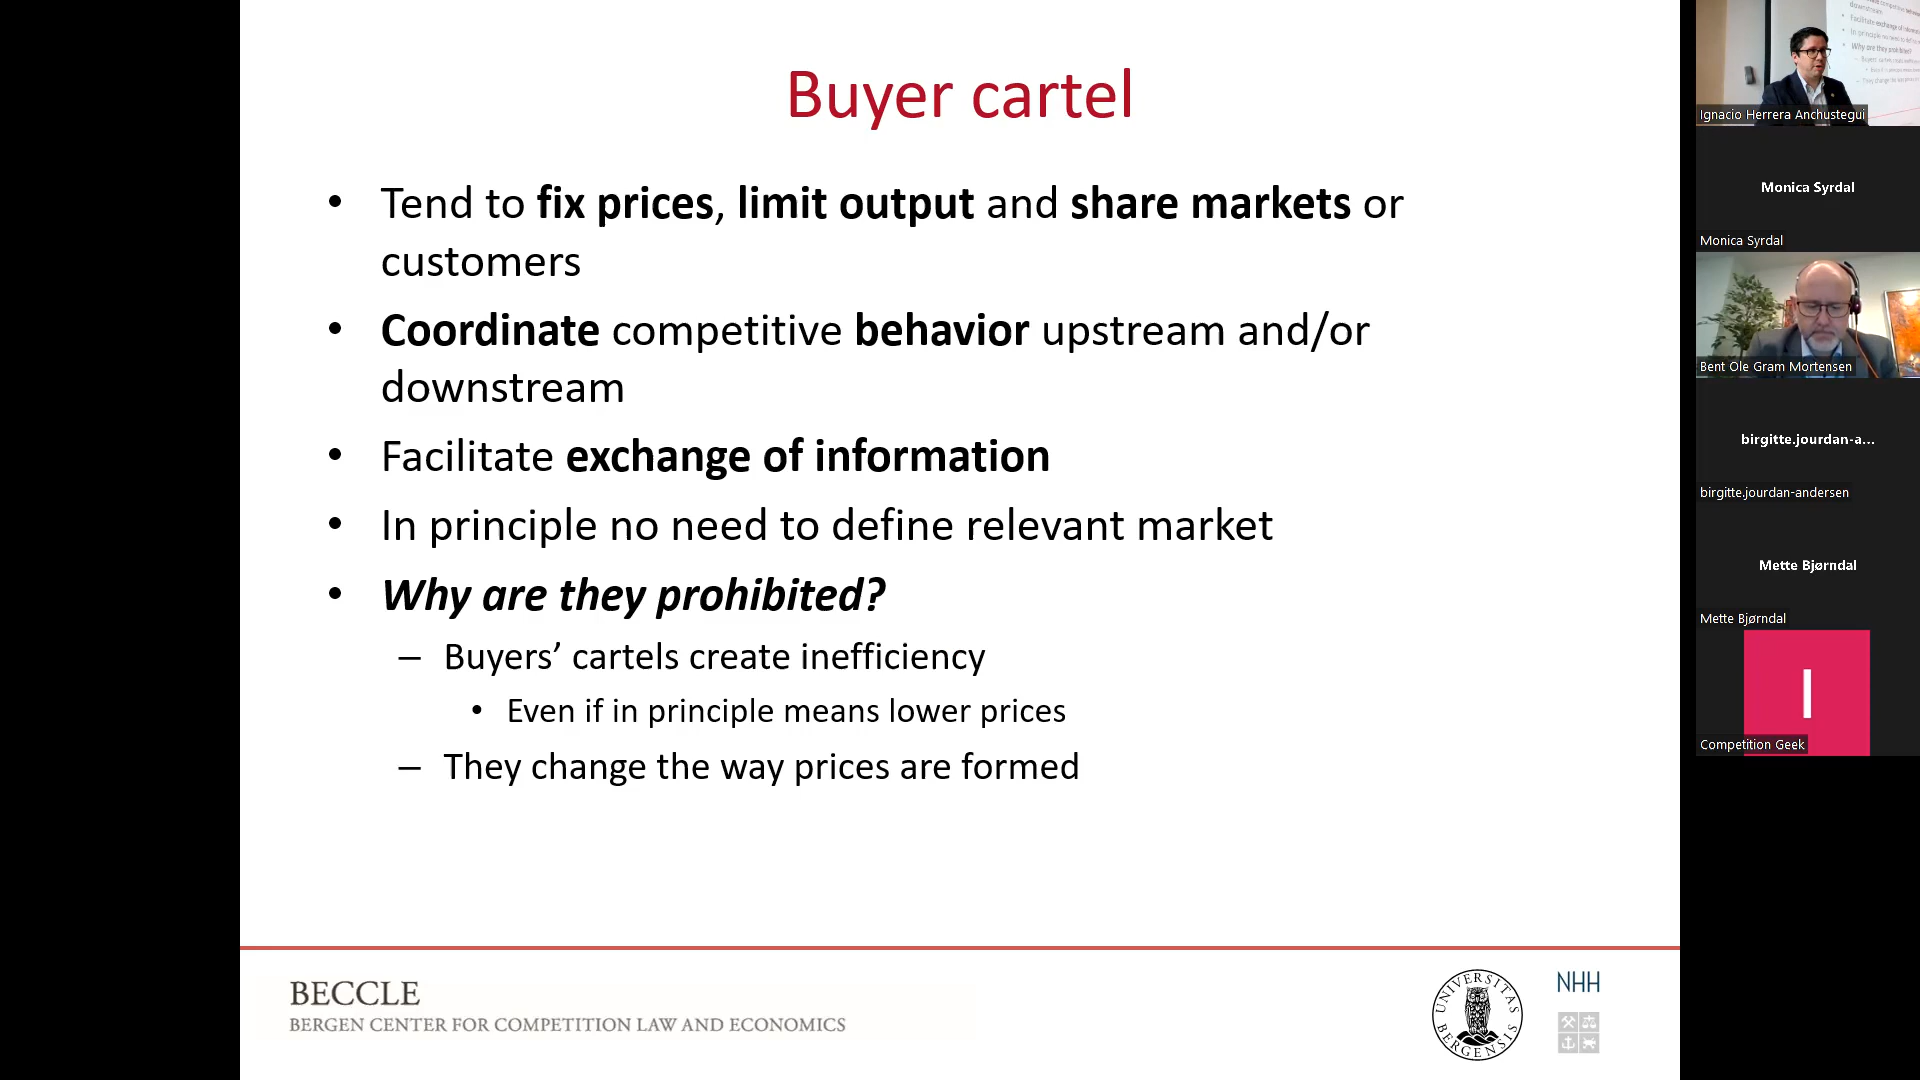 Buyer cartel
• Tend to fix prices, limit output and share markets or
customers
• Coordinate competitive behavior upstream and/or
downstream
• Facilitate exchange of information
• In principle no need to define relevant market
• Why are they prohibited?
– Buyers’ cartels create inefficiency
• Even if in principle means lower prices
– They change the way prices are formed
BECCLE
BERGEN CENTER FOR COMPETITION LAW AND ECONOMICS
UNIVERSITAS
BERGENSIS
NHH
Ignacio Herrera Anchustegui
Monica Syrdal
Monica Syrdal
Bent Ole Gram Mortensen
birgitte.jourdan-a...
birgitte.jourdan-andersen
Mette Bjørndal
Mette Bjørndal
I
Competition Geek